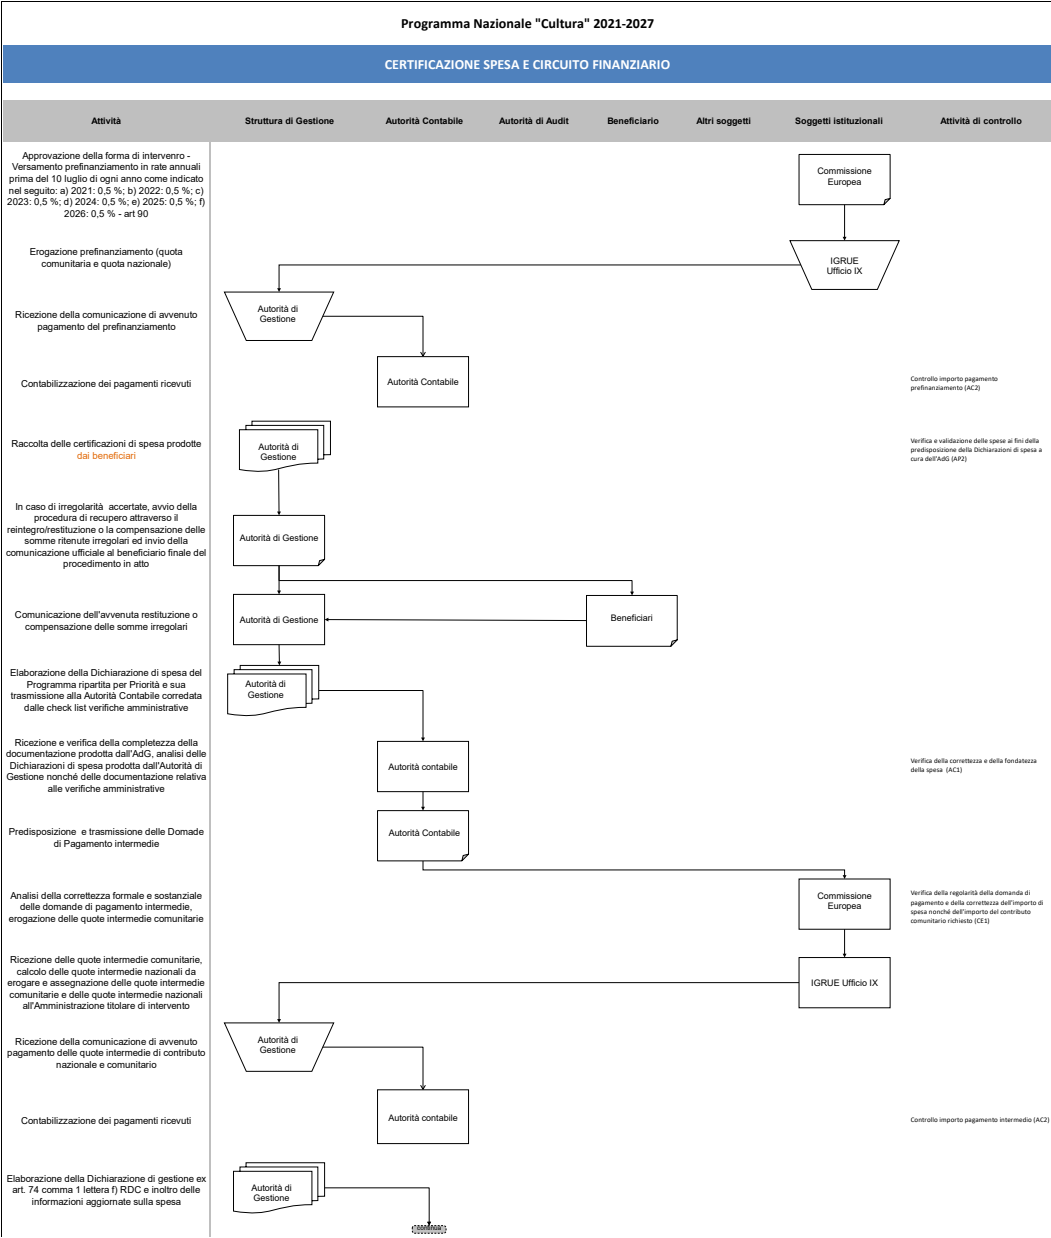 Programma Nazionale "Cultura" 2021-2027
CERTIFICAZIONE SPESA E CIRCUITO FINANZIARIO
Attività
Struttura di Gestione
Autorità Contabile
Autorità di Audit
Beneficiario
Altri soggetti
Soggetti istituzionali
Attività di controllo
Approvazione della forma di intervenro -
Versamento prefinanziamento in rate annuali
prima del 10 luglio di ogni anno come indicato
nel seguito: a) 2021: 0,5 %; b) 2022: 0,5 %; c)
2023: 0,5 %; d) 2024: 0,5 %; e) 2025: 0,5 %; f)
2026: 0,5 % - art 90
Commissione
Europea
Erogazione prefinanziamento (quota
comunitaria e quota nazionale)
IGRUE
Ufficio IX
Ricezione della comunicazione di avvenuto
pagamento del prefinanziamento
Autorità di
Gestione
Contabilizzazione dei pagamenti ricevuti
Autorità Contabile
Controllo importo pagamento
prefinanziamento (AC2)
Raccolta delle certificazioni di spesa prodotte
dai beneficiari
Autorità di
Gestione
Verifica e validazione delle spese ai fini della
predisposizione della Dichiarazioni di spesa a
cura dell'AdG (AP2)
In caso di irregolarità  accertate, avvio della
procedura di recupero attraverso il
reintegro/restituzione o la compensazione delle
somme ritenute irregolari ed invio della
comunicazione ufficiale al beneficiario finale del
procedimento in atto
Autorità di Gestione
Comunicazione dell'avvenuta restituzione o
compensazione delle somme irregolari
Autorità di Gestione
Beneficiari
Elaborazione della Dichiarazione di spesa del
Programma ripartita per Priorità e sua
trasmissione alla Autorità Contabile corredata
dalle check list verifiche amministrative
Autorità di
Gestione
Ricezione e verifica della completezza della
documentazione prodotta dall'AdG, analisi delle
Dichiarazioni di spesa prodotta dall'Autorità di
Gestione nonché delle documentazione relativa
alle verifiche amministrative
Autorità contabile
Verifica della correttezza e della fondatezza
della spesa  (AC1)
Predisposizione  e trasmissione delle Domade
di Pagamento intermedie
Autorità Contabile
Analisi della correttezza formale e sostanziale
delle domande di pagamento intermedie,
erogazione delle quote intermedie comunitarie
Commissione
Europea
Verifica della regolarità della domanda di
pagamento e della correttezza dell'importo di
spesa nonché dell'importo del contributo
comunitario richiesto (CE1)
Ricezione delle quote intermedie comunitarie,
calcolo delle quote intermedie nazionali da
erogare e assegnazione delle quote intermedie
comunitarie e delle quote intermedie nazionali
all'Amministrazione titolare di intervento
IGRUE Ufficio IX
Ricezione della comunicazione di avvenuto
pagamento delle quote intermedie di contributo
nazionale e comunitario
Autorità di
Gestione
Contabilizzazione dei pagamenti ricevuti
Autorità contabile
Controllo importo pagamento intermedio (AC2)
Elaborazione della Dichiarazione di gestione ex
art. 74 comma 1 lettera f) RDC e inoltro delle
informazioni aggiornate sulla spesa
Autorità di
Gestione
continua